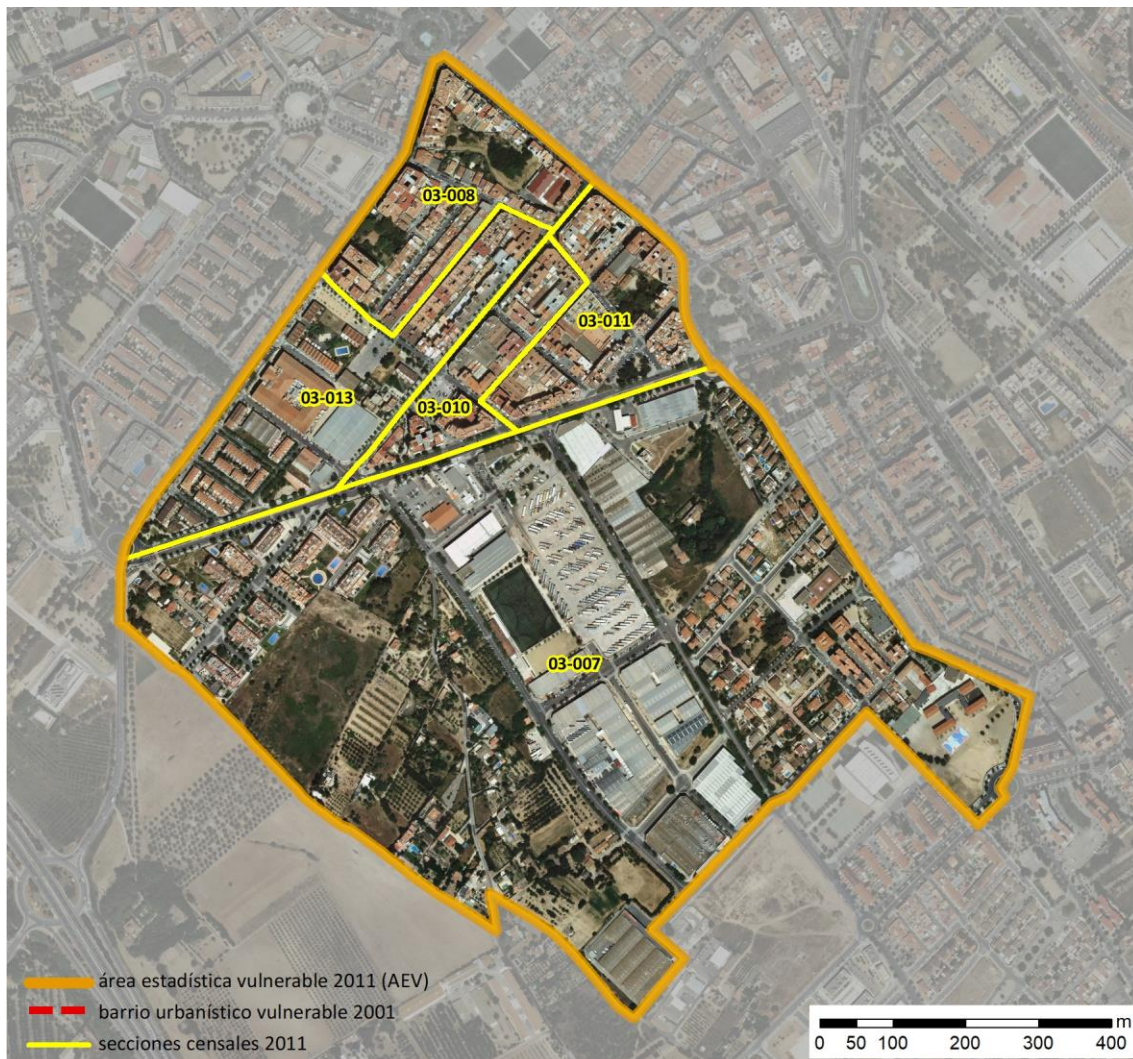 03-008
03-011
03-013
03-010
03-007
área estadística vulnerable 2011 (AEV)
barrio urbanístico vulnerable 2001
secciones censales 2011
m
0 50 100 200 300 400